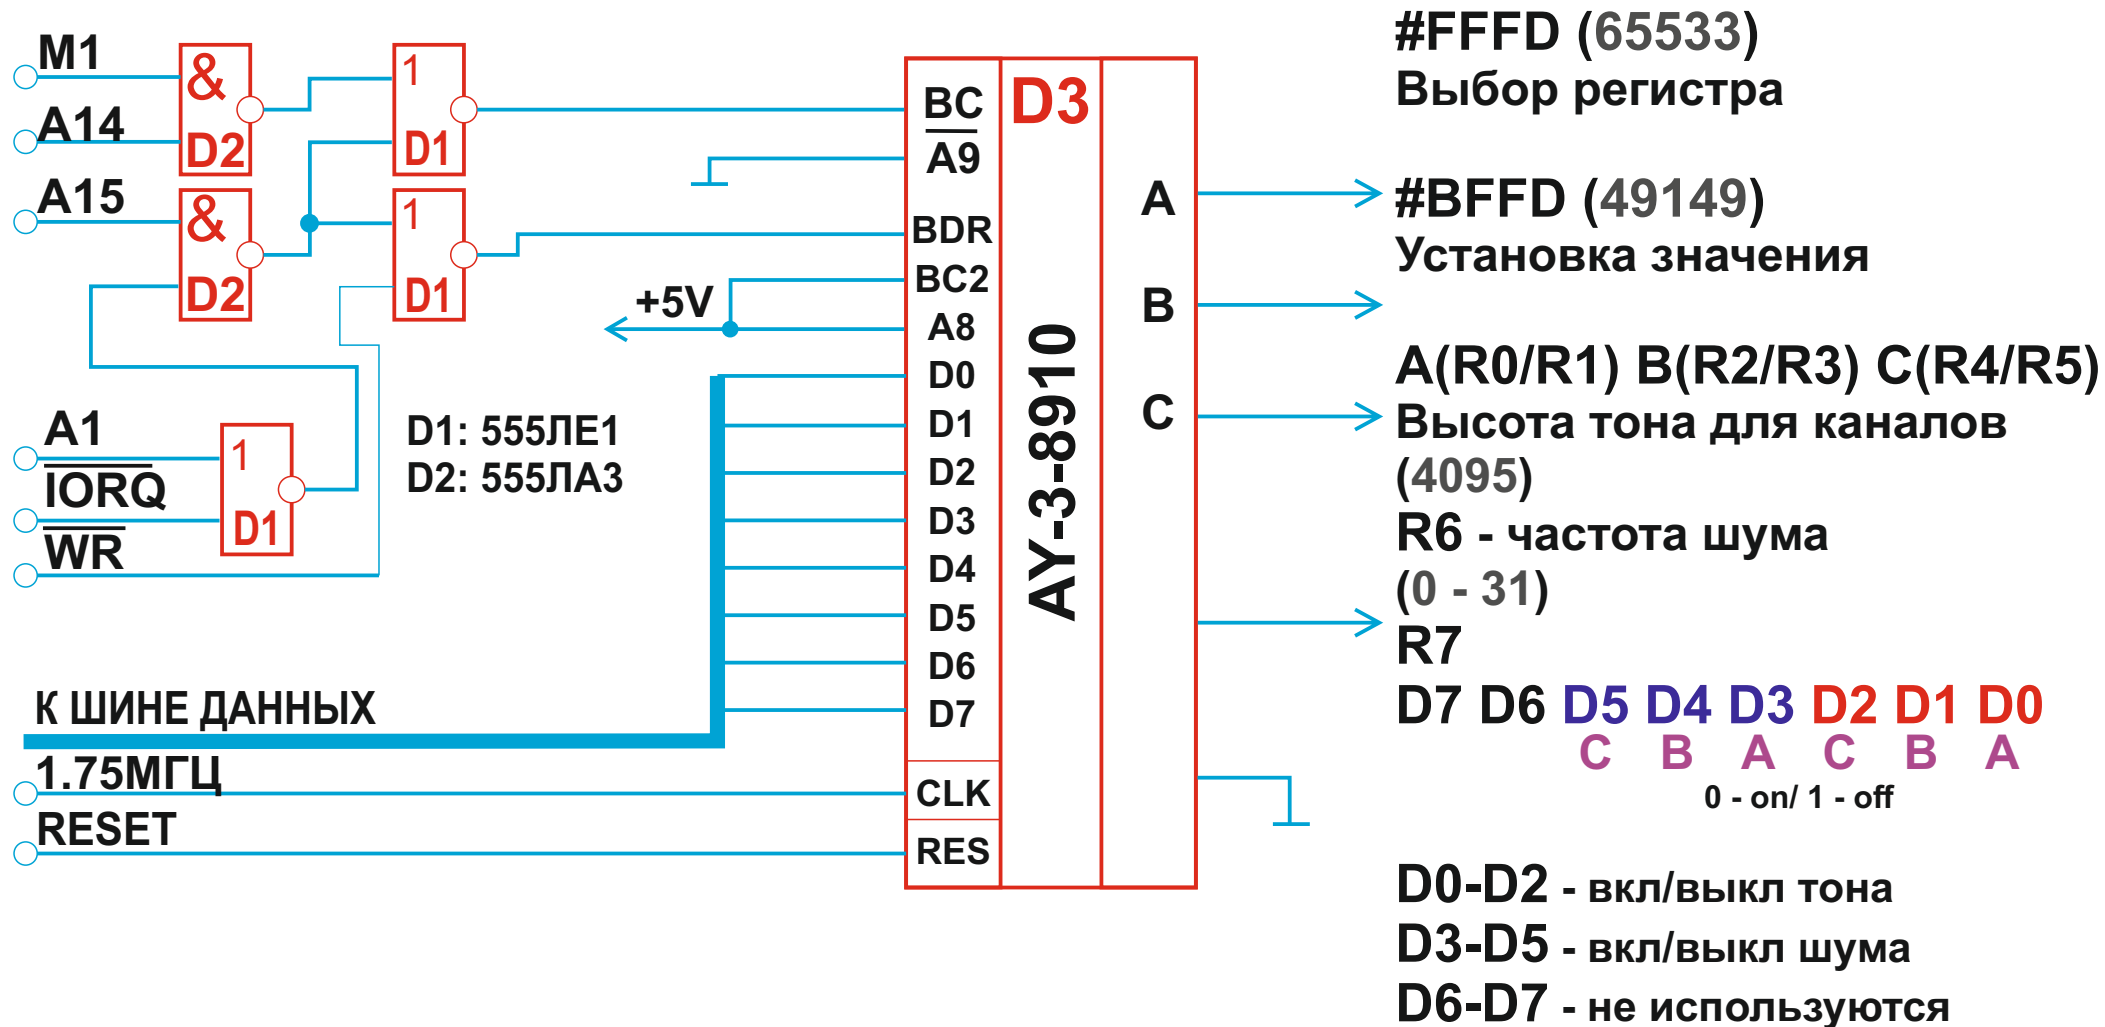 M1
A14
A15
&
D2
&
D2
1
D1
1
D1
A1
IORQ
WR
1
D1
D1: 555ЛЕ1
D2: 555ЛА3
+5V
К ШИНЕ ДАННЫХ
1.75МГЦ
RESET
BC
A9
BDR
BC2
A8
D0
D1
D2
D3
D4
D5
D6
D7
CLK
RES
D3
AY-3-8910
A
B
C
#FFFD (65533)
Выбор регистра
#BFFD (49149)
Установка значения
A(R0/R1) B(R2/R3) C(R4/R5)
Высота тона для каналов
(4095)
R6 - частота шума
(0 - 31)
R7
D7 D6 D5 D4 D3 D2 D1 D0
C B A C B A
0 - on/ 1 - off
D0-D2 - вкл/выкл тона
D3-D5 - вкл/выкл шума
D6-D7 - не используются